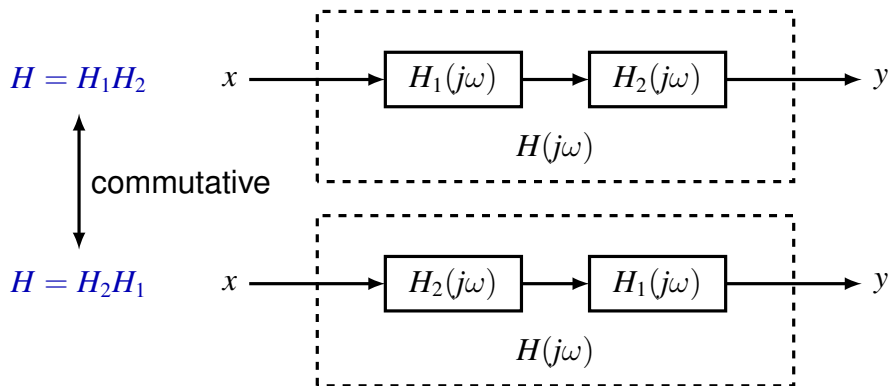 H = H₁H₂ x H₁(jω) H₂(jω) y
H(jω)
commutative
H = H₂H₁ x H₂(jω) H₁(jω) y
H(jω)